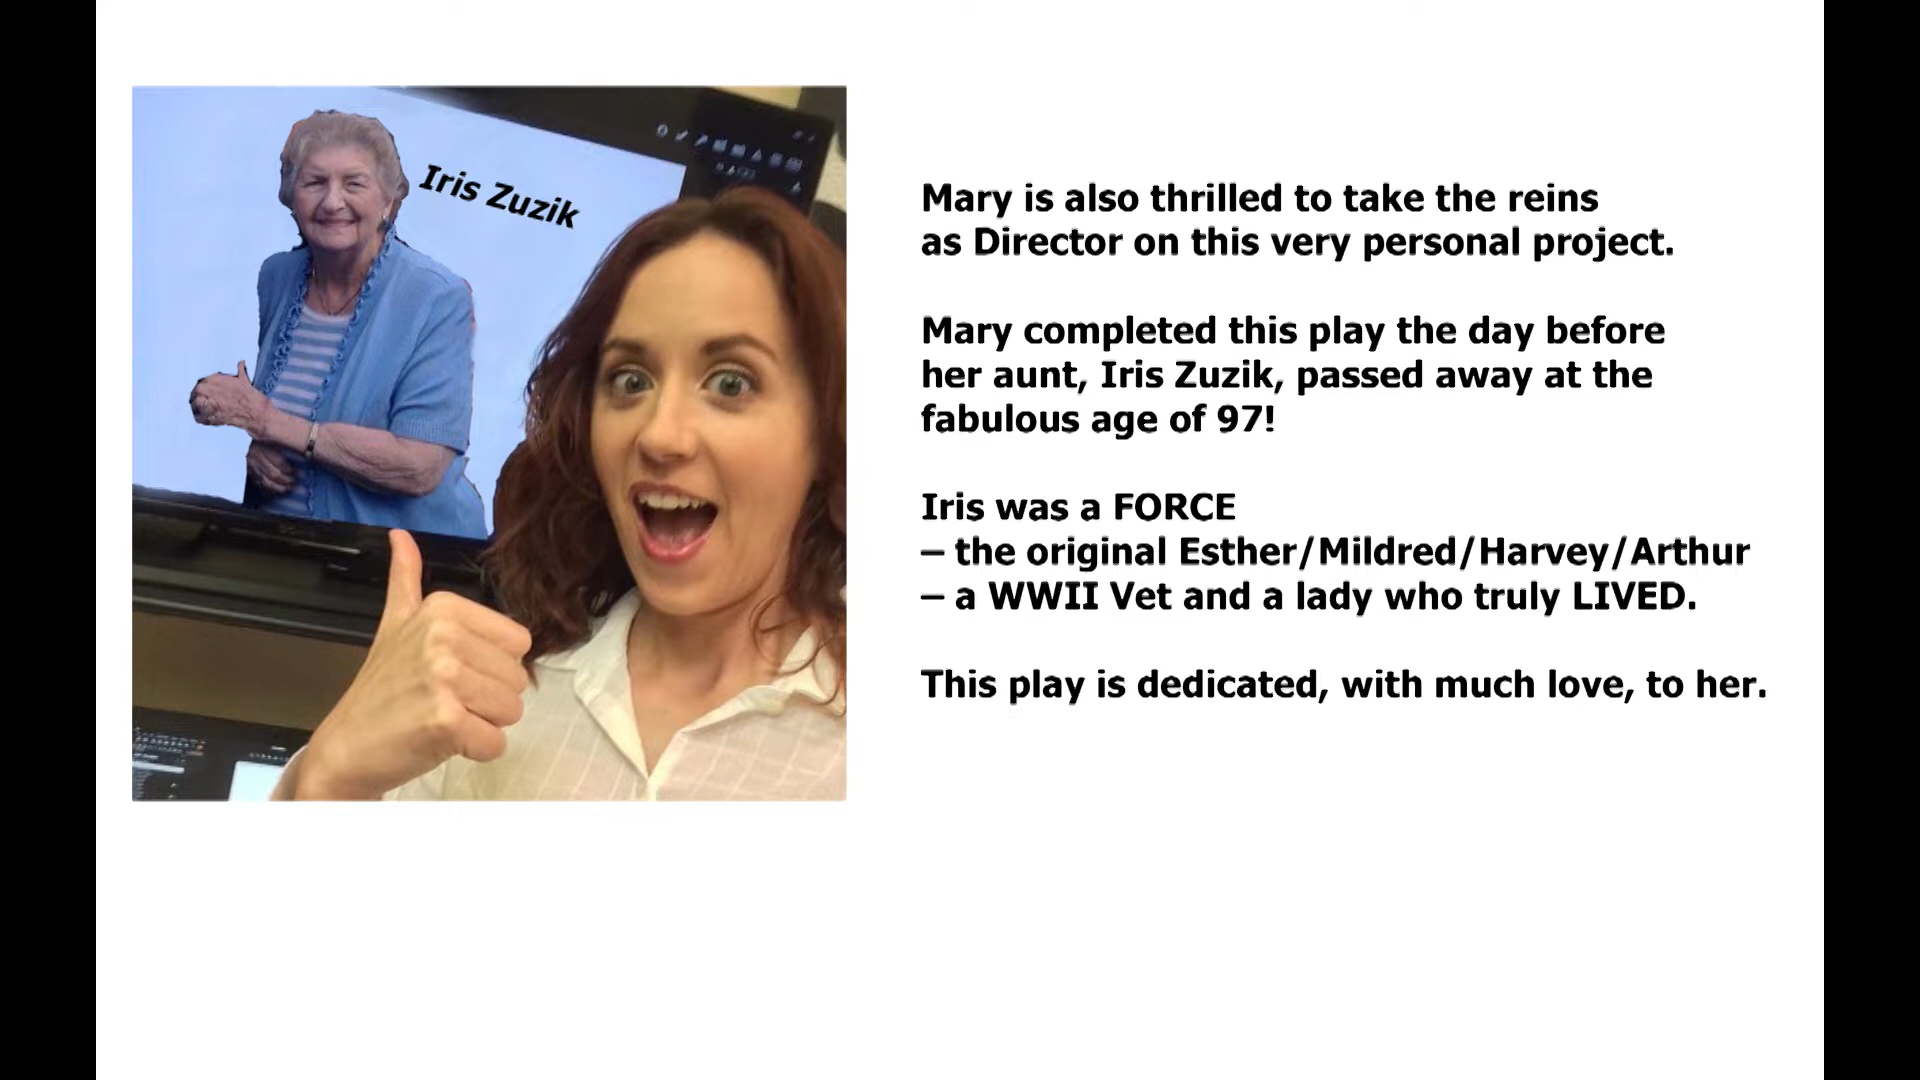 Iris Zuzik
Mary is also thrilled to take the reins
as Director on this very personal project.
Mary completed this play the day before
her aunt, Iris Zuzik, passed away at the
fabulous age of 97!
Iris was a FORCE
– the original Esther/Mildred/Harvey/Arthur
– a WWII Vet and a lady who truly LIVED.
This play is dedicated, with much love, to her.